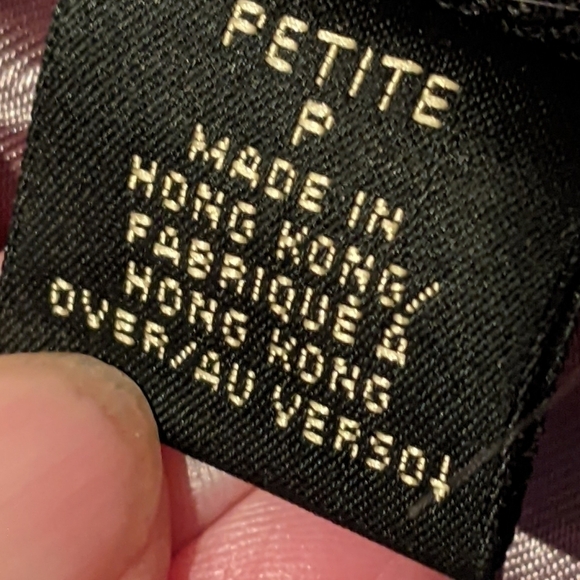 PETITE
P
MADE IN
HONG KONG/
FABRIQUÉ À
HONG KONG
OVER/AU VERSO↓